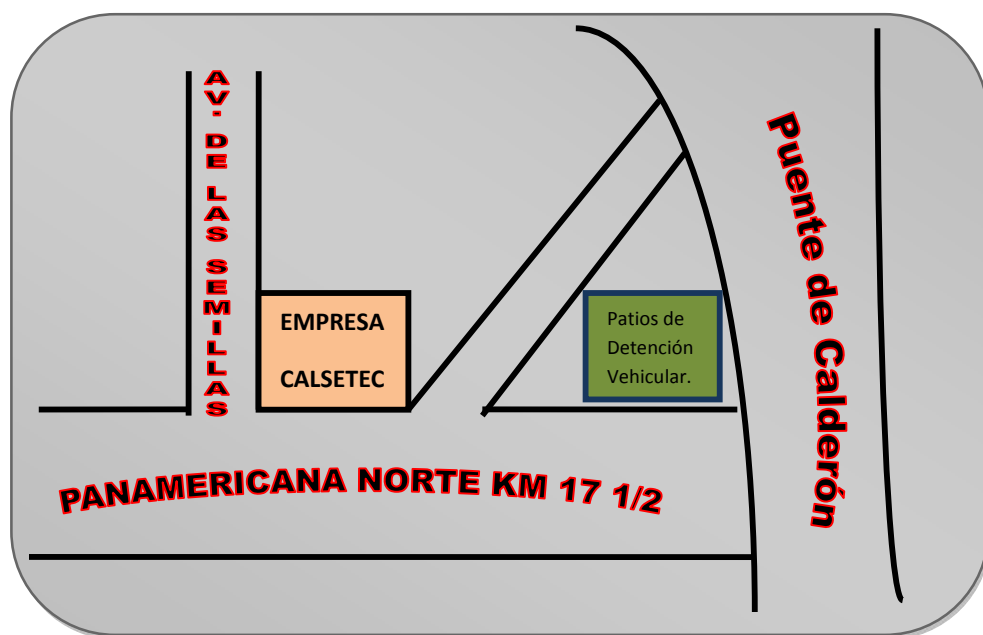 AV. DE LAS SEMILLAS
EMPRESA
CALSETEC
Patios de
Detención
Vehicular.
Puente de Calderón
PANAMERICANA NORTE KM 17 1/2